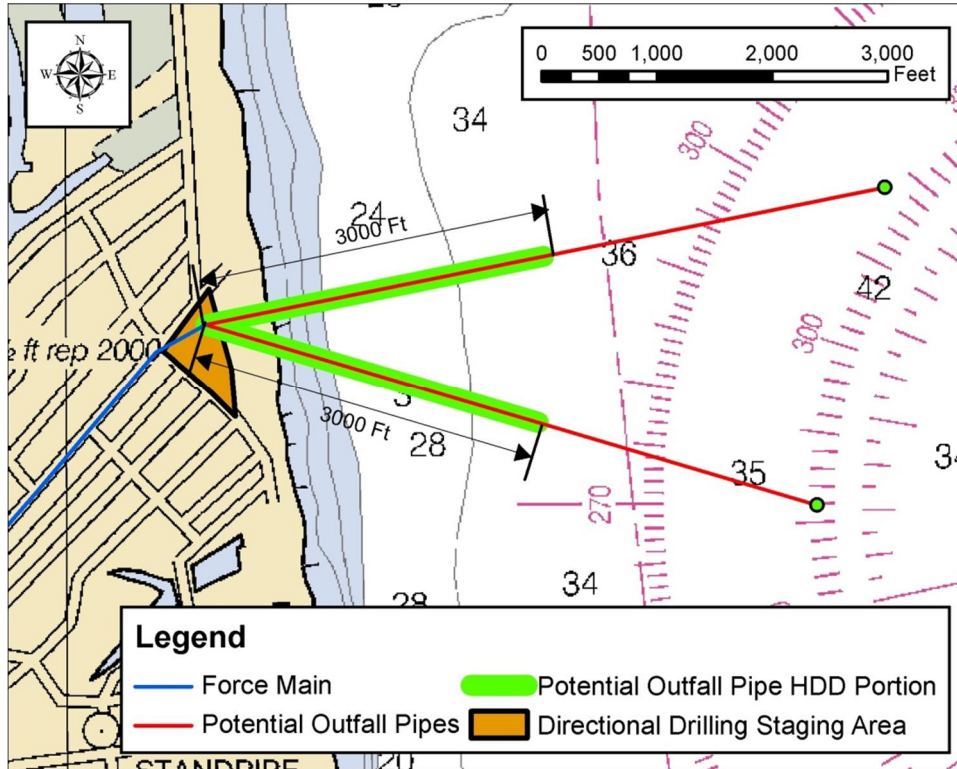 N
W E
S
0 500 1,000 2,000 3,000
Feet
34
300
24
3000 Ft
36
42
300
ft rep 2000
3
3000 Ft
28
35
34
270
34
28
Legend
Force Main
Potential Outfall Pipe HDD Portion
Potential Outfall Pipes
Directional Drilling Staging Area
STANDPIPE
20